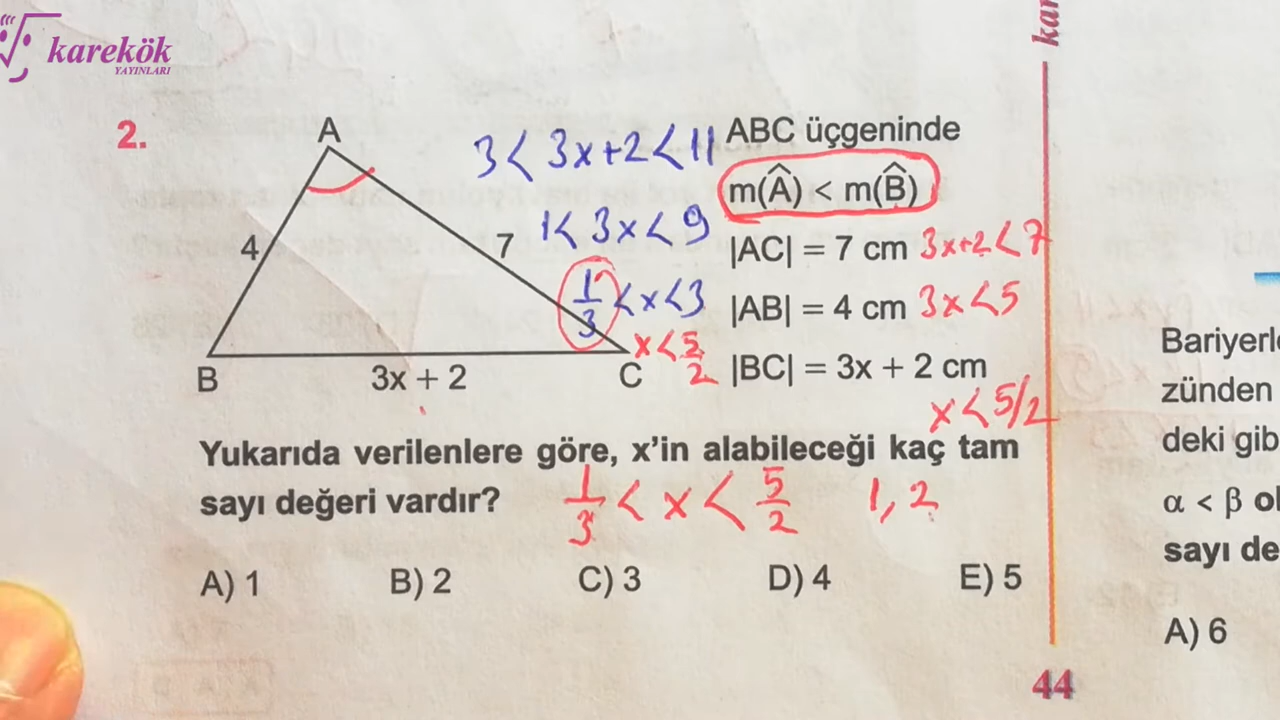 karekök
YAYINLARI
kar
2.
A
4
7
B
3x + 2
C
3 < 3x+2 < 11
1 < 3x < 9
1/3 < x < 3
x < 5/2
ABC üçgeninde
m(Â) < m(B̂)
|AC| = 7 cm 3x+2 < 7
|AB| = 4 cm 3x < 5
|BC| = 3x + 2 cm
x < 5/2
Yukarıda verilenlere göre, x'in alabileceği kaç tam
sayı değeri vardır? 1/3 < x < 5/2 1, 2
A) 1 B) 2 C) 3 D) 4 E) 5
44
Bariyerle
zünden
deki gib
α < β ol
sayı de
A) 6